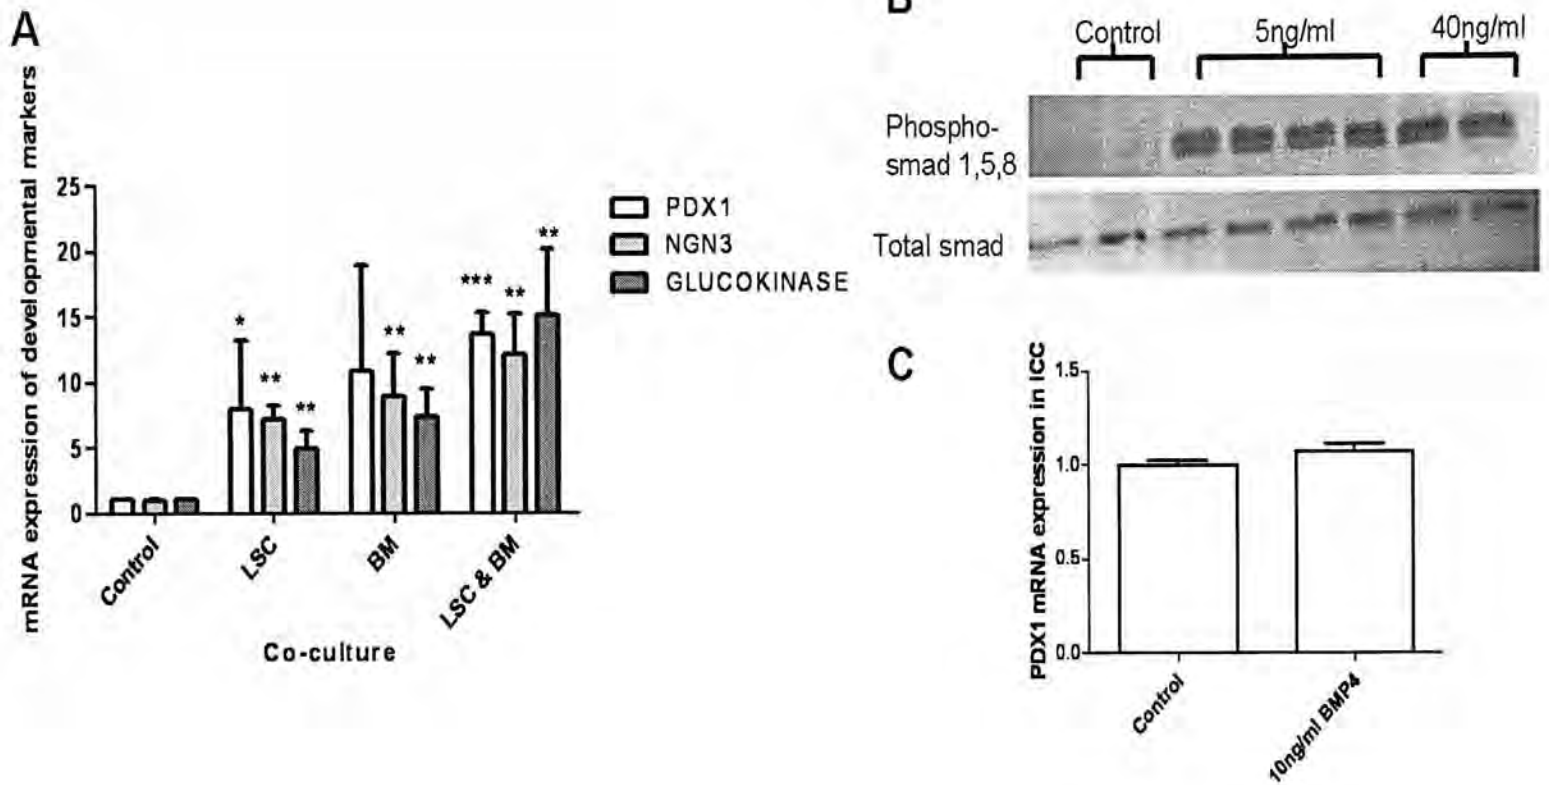 A
mRNA expression of developmental markers
25
20
15
10
5
0
*
**
**
**
**
***
**
**
Control
LSC
BM
LSC & BM
Co-culture
PDX1
NGN3
GLUCOKINASE
B
Control 5ng/ml 40ng/ml
Phospho-
smad 1,5,8
Total smad
C
PDX1 mRNA expression in ICC
1.5
1.0
0.5
0.0
Control
10ng/ml BMP4